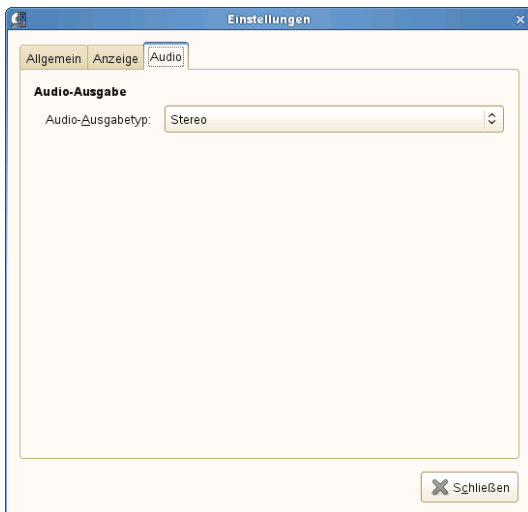 Einstellungen
Allgemein Anzeige Audio
Audio-Ausgabe
Audio-Ausgabetyp: Stereo
Schließen